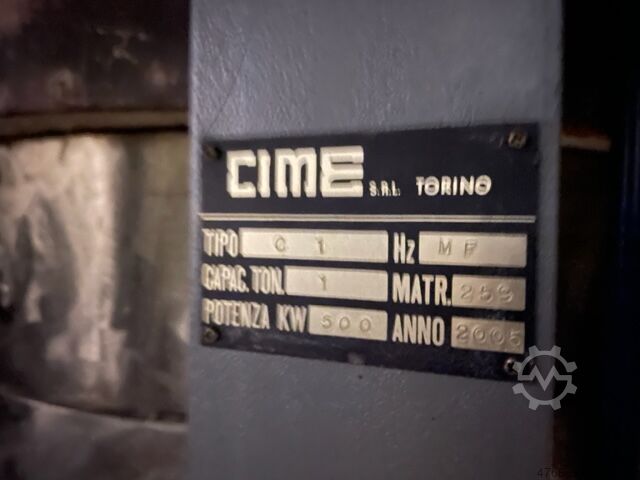 CIME S.R.L. TORINO
TIPO C 1 Hz MF
CAPAC. TON. 1 MATR. 259
POTENZA KW 500 ANNO 2005